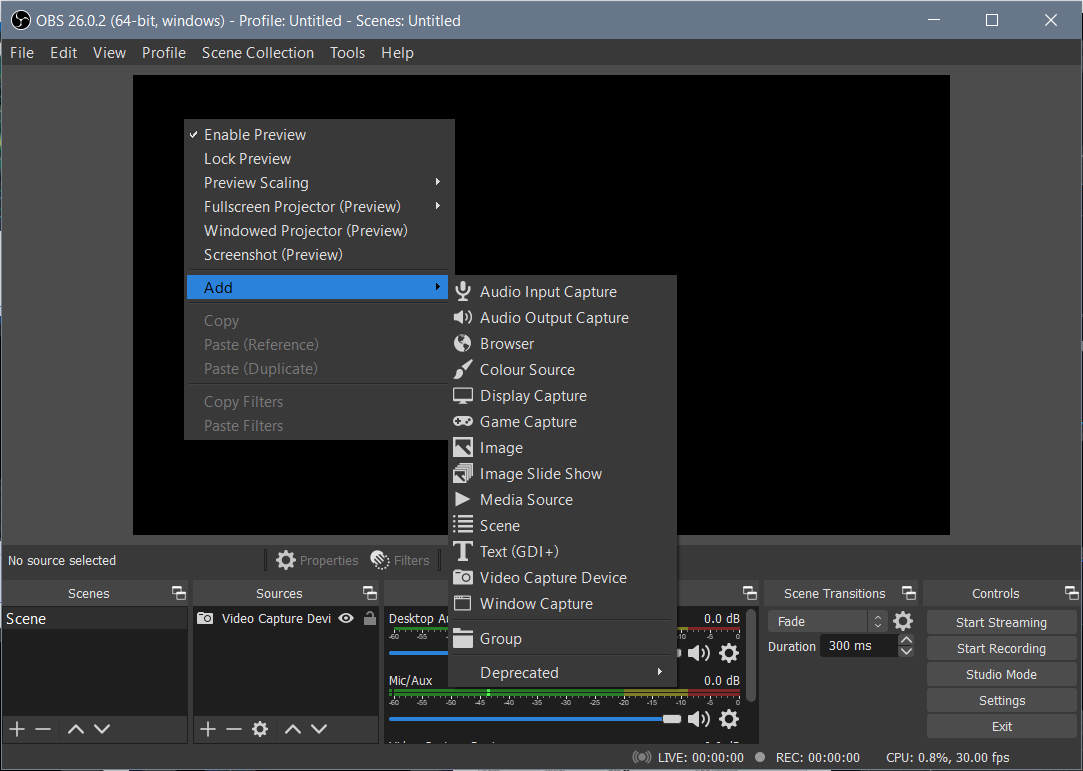 OBS 26.0.2 (64-bit, windows) - Profile: Untitled - Scenes: Untitled
File Edit View Profile Scene Collection Tools Help
Enable Preview
Lock Preview
Preview Scaling
Fullscreen Projector (Preview)
Windowed Projector (Preview)
Screenshot (Preview)
Add
Copy
Paste (Reference)
Paste (Duplicate)
Copy Filters
Paste Filters
Audio Input Capture
Audio Output Capture
Browser
Colour Source
Display Capture
Game Capture
Image
Image Slide Show
Media Source
Scene
Text (GDI+)
Video Capture Device
Window Capture
Group
Deprecated
No source selected
Properties
Filters
Scenes
Scene
Sources
Video Capture Devi
Desktop Au
0.0 dB
-60 -55 -10 -5 0
Mic/Aux
0.0 dB
-60 -55 -50 -45 -40 -35 -30 -25 -20 -15 -10 -5 0
Scene Transitions
Fade
Duration 300 ms
Controls
Start Streaming
Start Recording
Studio Mode
Settings
Exit
LIVE: 00:00:00 REC: 00:00:00 CPU: 0.8%, 30.00 fps